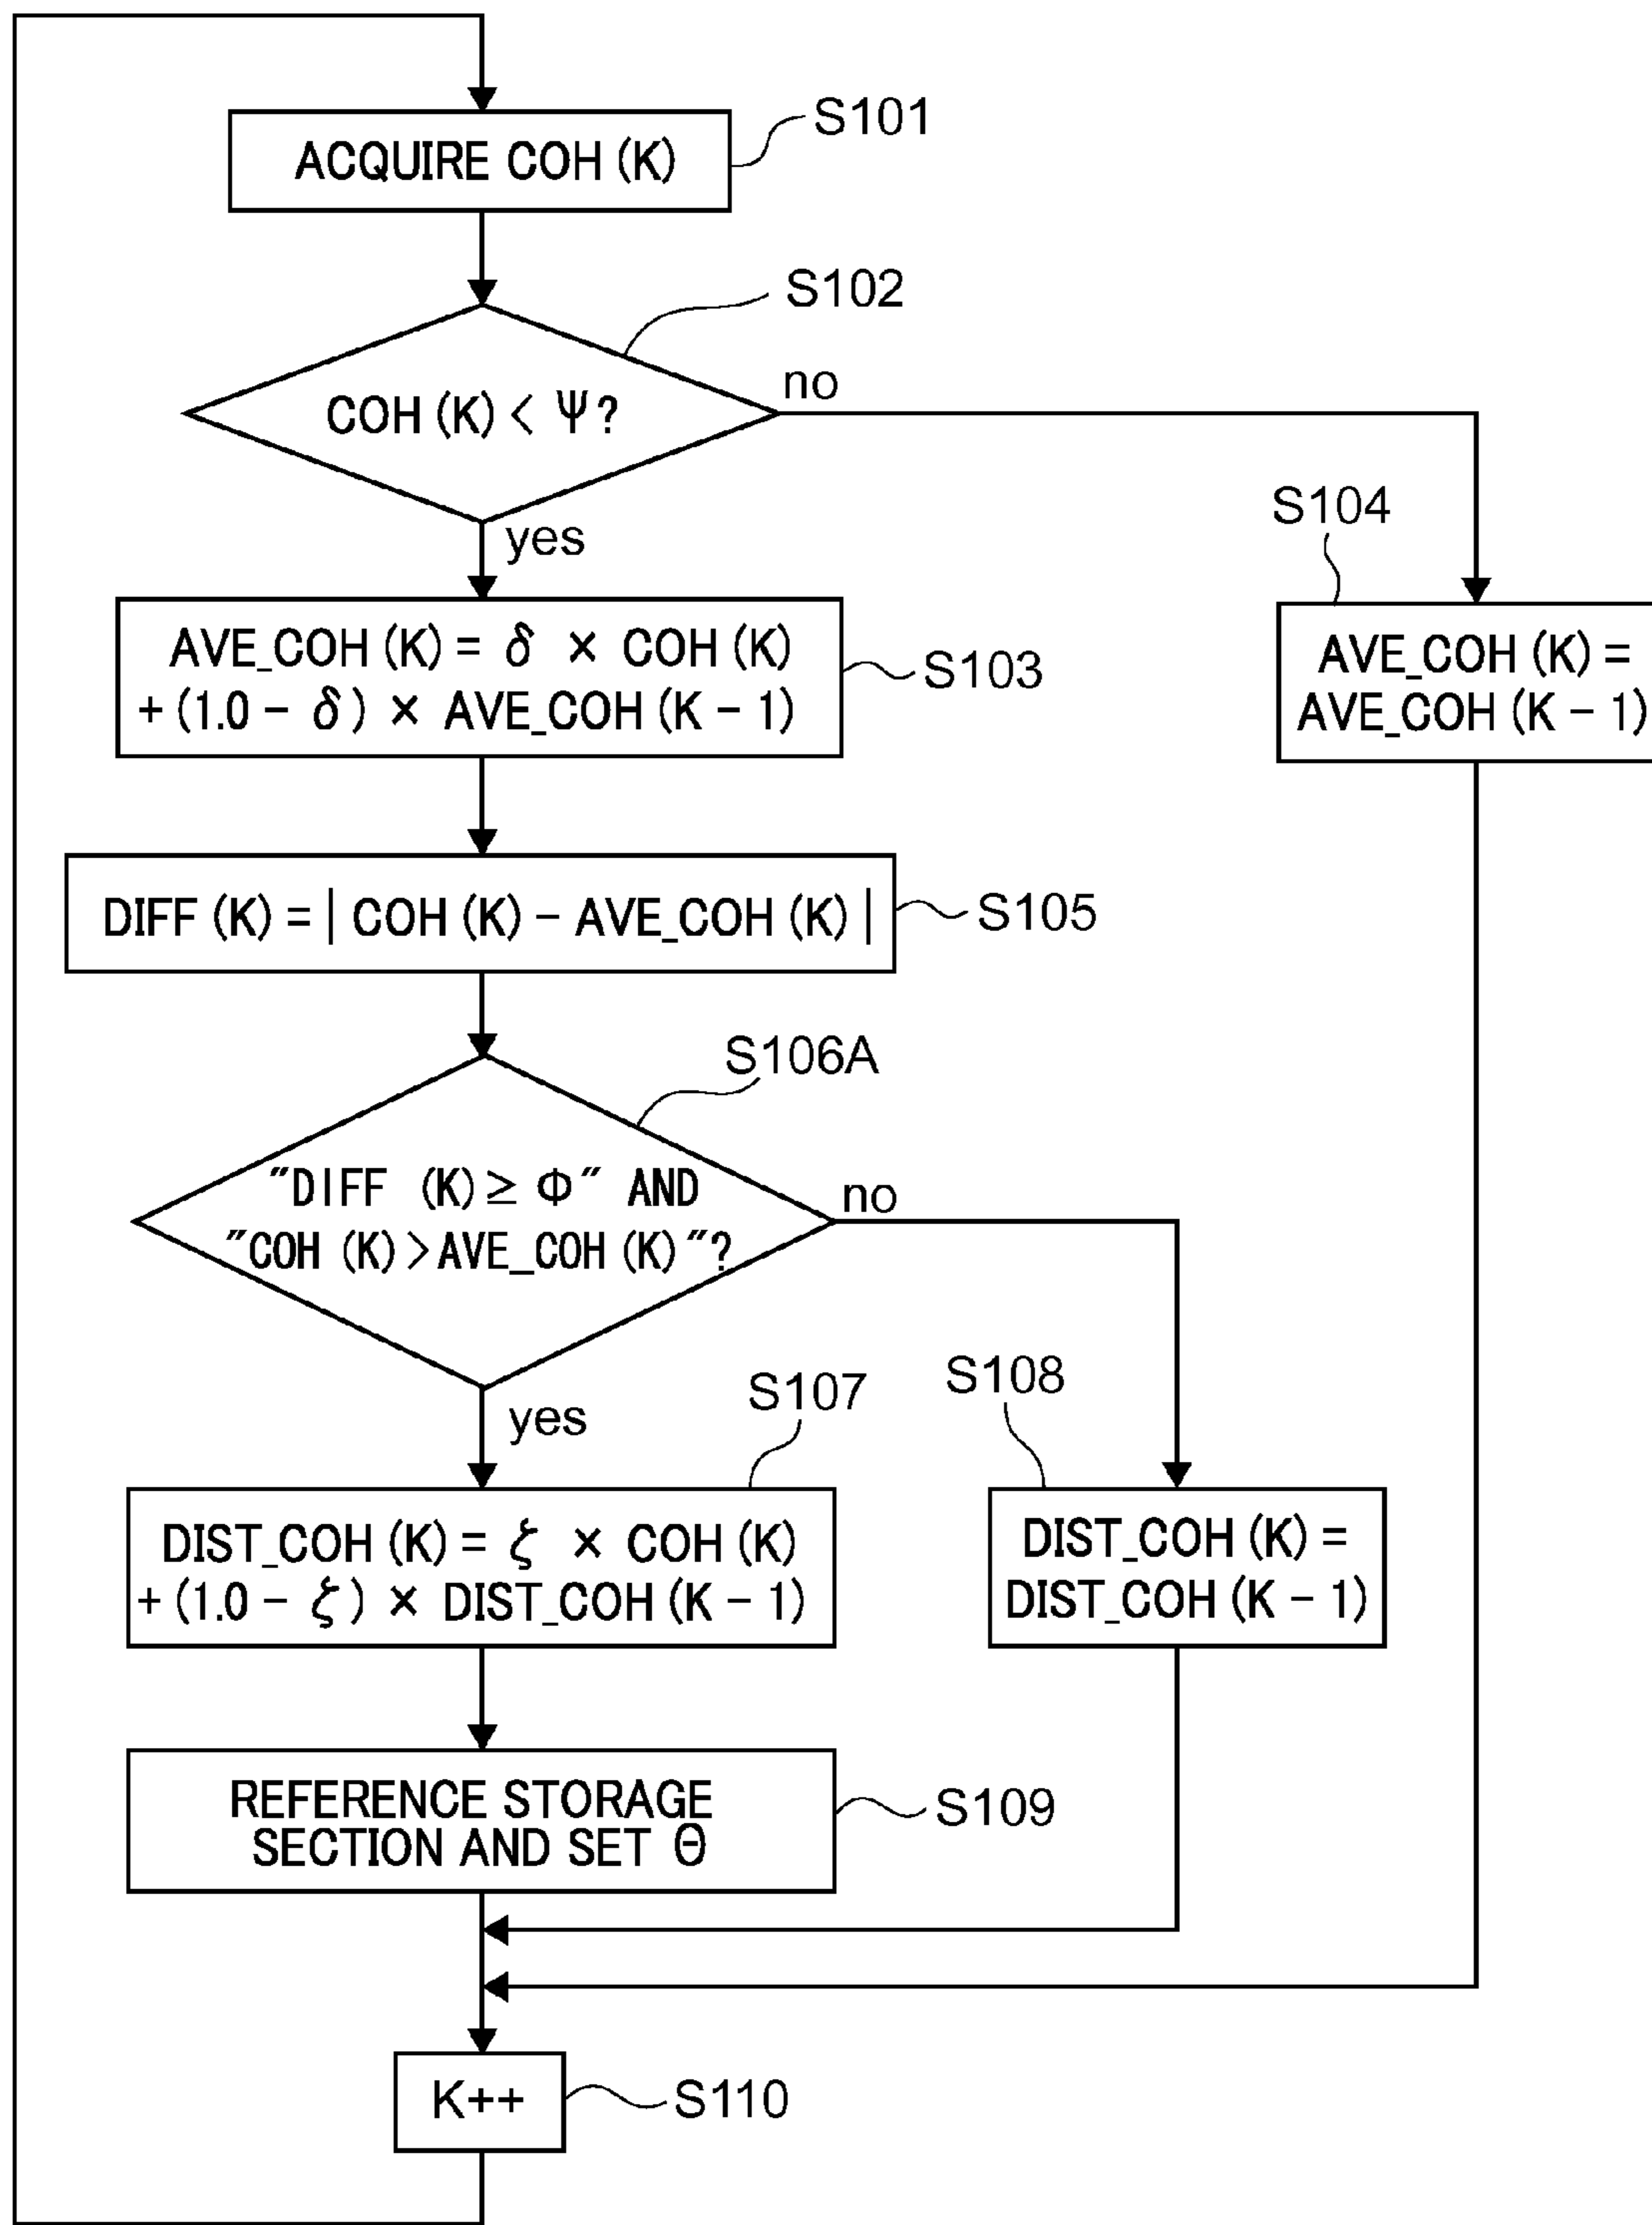 S101
ACQUIRE COH (K)
S102
COH (K) < Ψ?
no
yes
S104
AVE_COH (K) = δ × COH (K)
+ (1.0 - δ) × AVE_COH (K - 1)
S103
AVE_COH (K) =
AVE_COH (K - 1)
DIFF (K) = | COH (K) - AVE_COH (K) |
S105
S106A
"DIFF (K) ≥ Φ" AND
"COH (K) > AVE_COH (K)"?
no
yes
S107
S108
DIST_COH (K) = ζ × COH (K)
+ (1.0 - ζ) × DIST_COH (K - 1)
DIST_COH (K) =
DIST_COH (K - 1)
REFERENCE STORAGE
SECTION AND SET Θ
S109
K++
S110